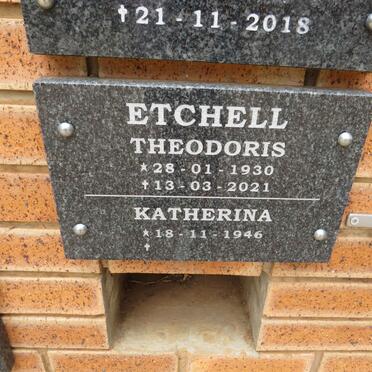 ✝ 21 - 11 - 2018
ETCHELL
THEODORIS
★ 28 - 01 - 1930
✝ 13 - 03 - 2021
KATHERINA
★ 18 - 11 - 1946
✝